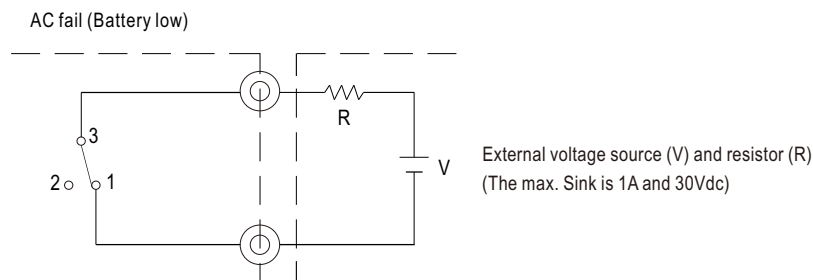 AC fail (Battery low)
R
3
2
1
V
External voltage source (V) and resistor (R)
(The max. Sink is 1A and 30Vdc)